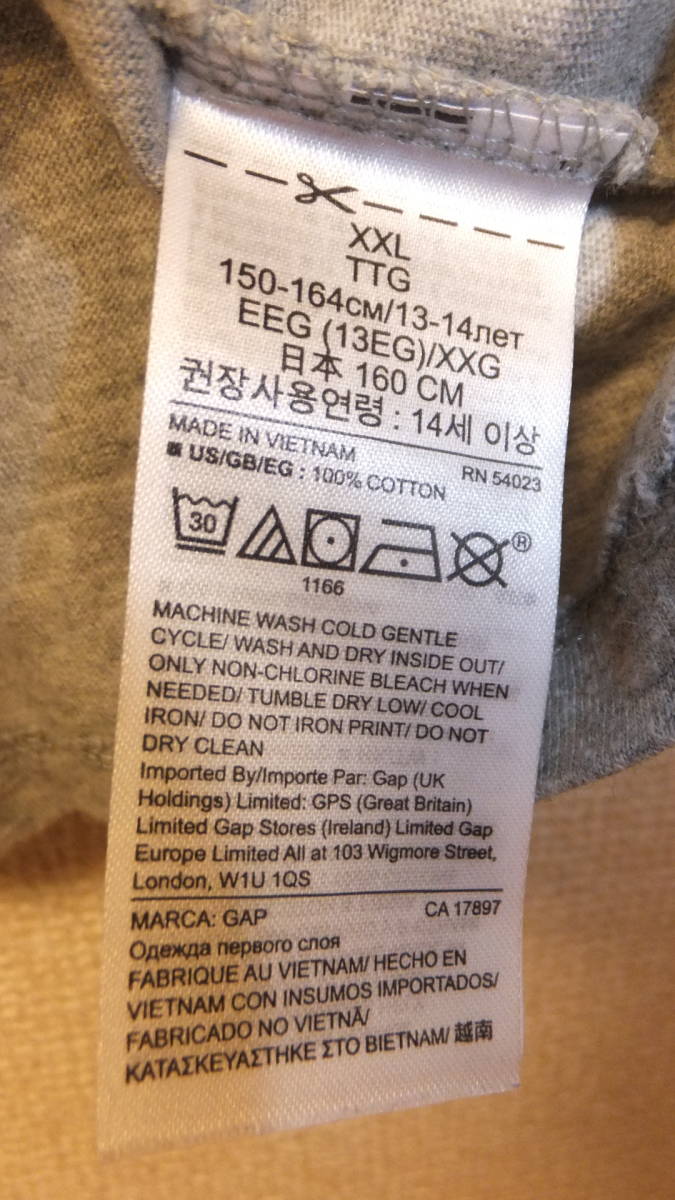 XXL
TTG
150-164см/13-14лет
EEG (13EG)/XXG
日本 160 CM
권장사용연령 : 14세 이상
MADE IN VIETNAM RN 54023
■ US/GB/EG : 100% COTTON
30 ®
1166
MACHINE WASH COLD GENTLE
CYCLE/ WASH AND DRY INSIDE OUT/
ONLY NON-CHLORINE BLEACH WHEN
NEEDED/ TUMBLE DRY LOW/ COOL
IRON/ DO NOT IRON PRINT/ DO NOT
DRY CLEAN
Imported By/Importe Par: Gap (UK
Holdings) Limited: GPS (Great Britain)
Limited Gap Stores (Ireland) Limited Gap
Europe Limited All at 103 Wigmore Street,
London, W1U 1QS
MARCA: GAP CA 17897
Одежда первого слоя
FABRIQUE AU VIETNAM/ HECHO EN
VIETNAM CON INSUMOS IMPORTADOS/
FABRICADO NO VIETNÃ/
ΚΑΤΑΣΚΕΥΑΣΤΗΚΕ ΣΤΟ ΒΙΕΤΝΑΜ/ 越南